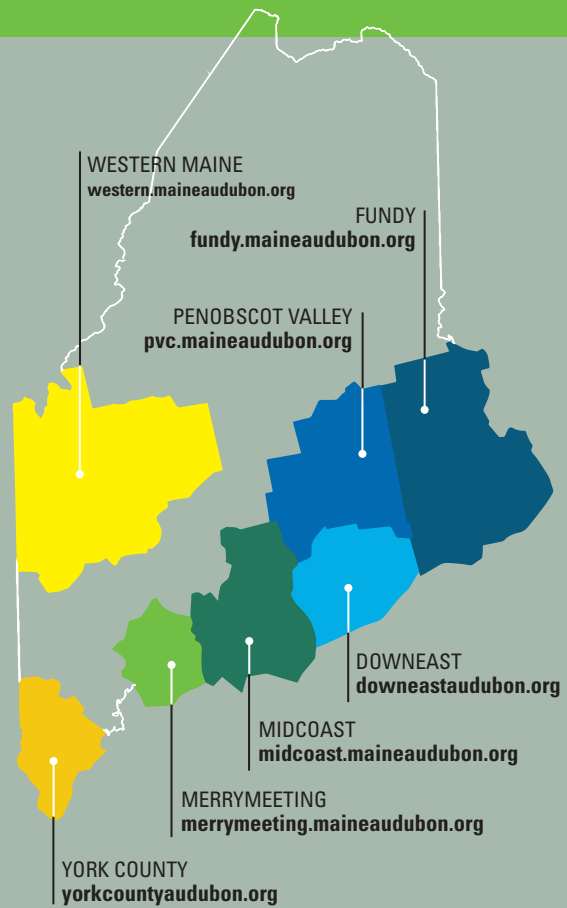 WESTERN MAINE
western.maineaudubon.org
FUNDY
fundy.maineaudubon.org
PENOBSCOT VALLEY
pvc.maineaudubon.org
DOWNEAST
downeastaudubon.org
MIDCOAST
midcoast.maineaudubon.org
MERRYMEETING
merrymeeting.maineaudubon.org
YORK COUNTY
yorkcountyaudubon.org